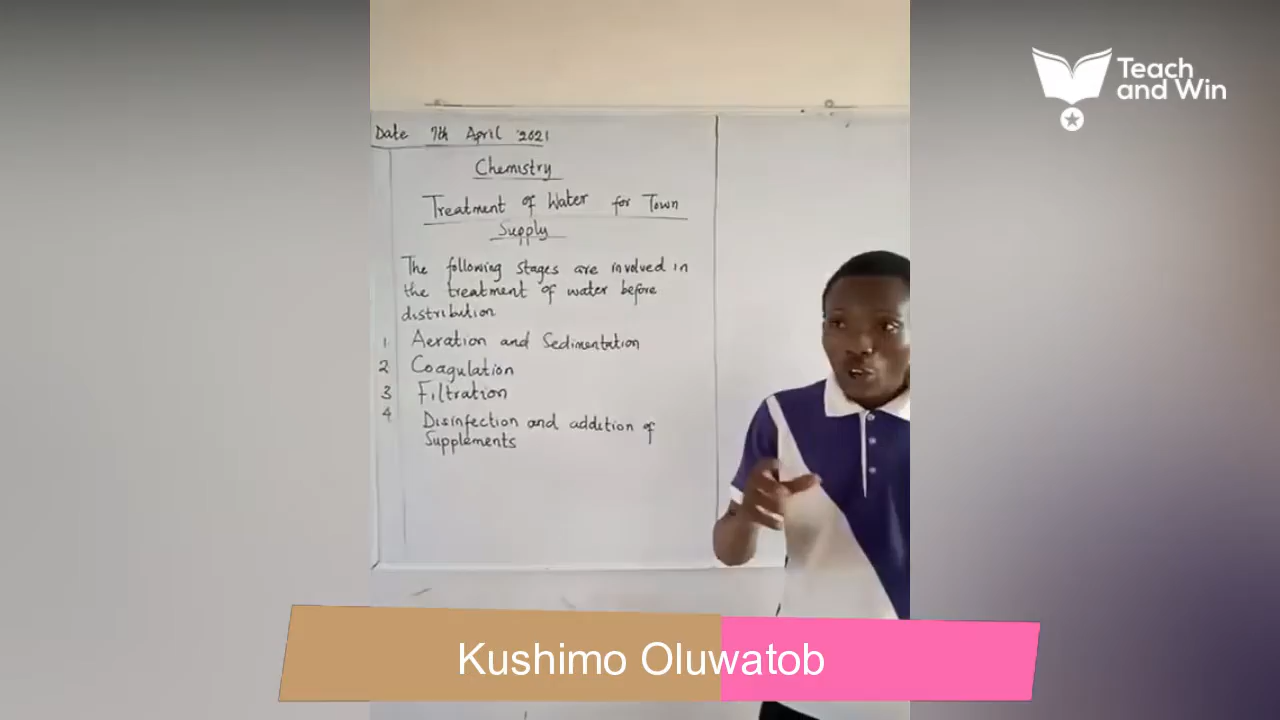 Teach
and Win
Date 7th April 2021
Chemistry
Treatment of Water for Town
Supply
The following stages are involved in
the treatment of water before
distribution
1 Aeration and Sedimentation
2 Coagulation
3 Filtration
4 Disinfection and addition of
Supplements
Kushimo Oluwatob